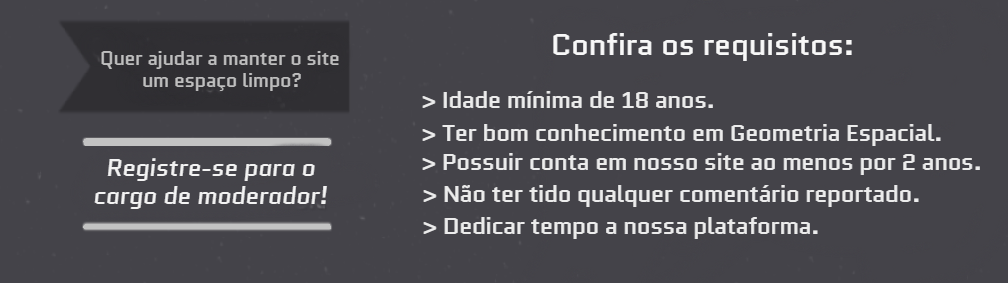 Quer ajudar a manter o site
um espaço limpo?
Registre-se para o
cargo de moderador!
Confira os requisitos:
> Idade mínima de 18 anos.
> Ter bom conhecimento em Geometria Espacial.
> Possuir conta em nosso site ao menos por 2 anos.
> Não ter tido qualquer comentário reportado.
> Dedicar tempo a nossa plataforma.